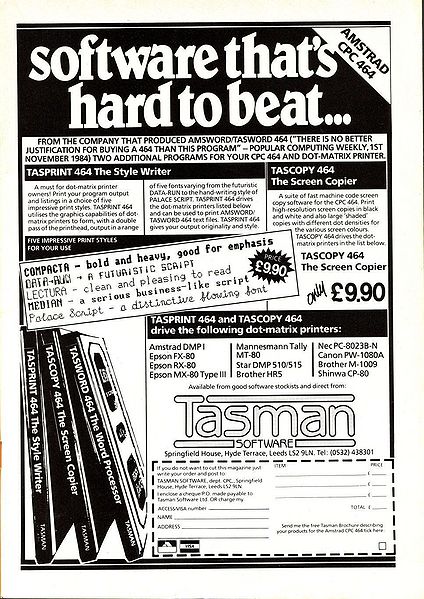 software that's
hard to beat...
AMSTRAD
CPC 464
FROM THE COMPANY THAT PRODUCED AMSWORD/TASWORD 464 ("THERE IS NO BETTER
JUSTIFICATION FOR BUYING A 464 THAN THIS PROGRAM" – POPULAR COMPUTING WEEKLY, 1ST
NOVEMBER 1984) TWO ADDITIONAL PROGRAMS FOR YOUR CPC 464 AND DOT-MATRIX PRINTER.
TASPRINT 464 The Style Writer
A must for dot-matrix printer
owners! Print your program output
and listings in a choice of five
impressive print styles. TASPRINT 464
utilises the graphics capabilities of dot-
matrix printers to form, with a double
pass of the printhead, output in a range
of five fonts varying from the futuristic
DATA-RUN to the hand-writing style of
PALACE SCRIPT. TASPRINT 464 drives
the dot-matrix printers listed below
and can be used to print AMSWORD/
TASWORD 464 text files. TASPRINT 464
gives your output originality and style.
TASCOPY 464
The Screen Copier
A suite of fast machine code screen
copy software for the CPC 464. Print
high-resolution screen copies in black
and white and also large 'shaded'
copies with different dot densities for
the various screen colours.
TASCOPY 464 drives the dot-
matrix printers in the list below.
TASCOPY 464
The Screen Copier
only £9.90
FIVE IMPRESSIVE PRINT STYLES
FOR YOUR USE
COMPACTA - bold and heavy, good for emphasis
DATA-RUN - A FUTURISTIC SCRIPT
LECTURA - clean and pleasing to read
MEDIAN - a serious business-like script
Palace Script - a distinctive flowing font
PRICE
£9.90
TASPRINT 464 and TASCOPY 464
drive the following dot-matrix printers:
Amstrad DMP I
Epson FX-80
Epson RX-80
Epson MX-80 Type III
Mannesmann Tally
MT-80
Star DMP 510/515
Brother HR5
Nec PC-8023B-N
Canon PW-1080A
Brother M-1009
Shinwa CP-80
Available from good software stockists and direct from:
Tasman
SOFTWARE
Springfield House, Hyde Terrace, Leeds LS2 9LN. Tel: (0532) 438301
TASPRINT 464 The Style Writer
TASMAN
TASCOPY 464 The Screen Copier
TASMAN
TASWORD 464 The Word Processor
TASMAN
If you do not want to cut this magazine just
write your order and post to:
TASMAN SOFTWARE, dept. CPC, Springfield
House, Hyde Terrace, Leeds LS2 9LN
I enclose a cheque/P.O. made payable to
Tasman Software Ltd. OR charge my
ACCESS/VISA number
NAME
ADDRESS
ITEM
PRICE
£
£
£
TOTAL £
Send me the free Tasman Brochure describing
your products for the Amstrad CPC 464 tick here:
VISA